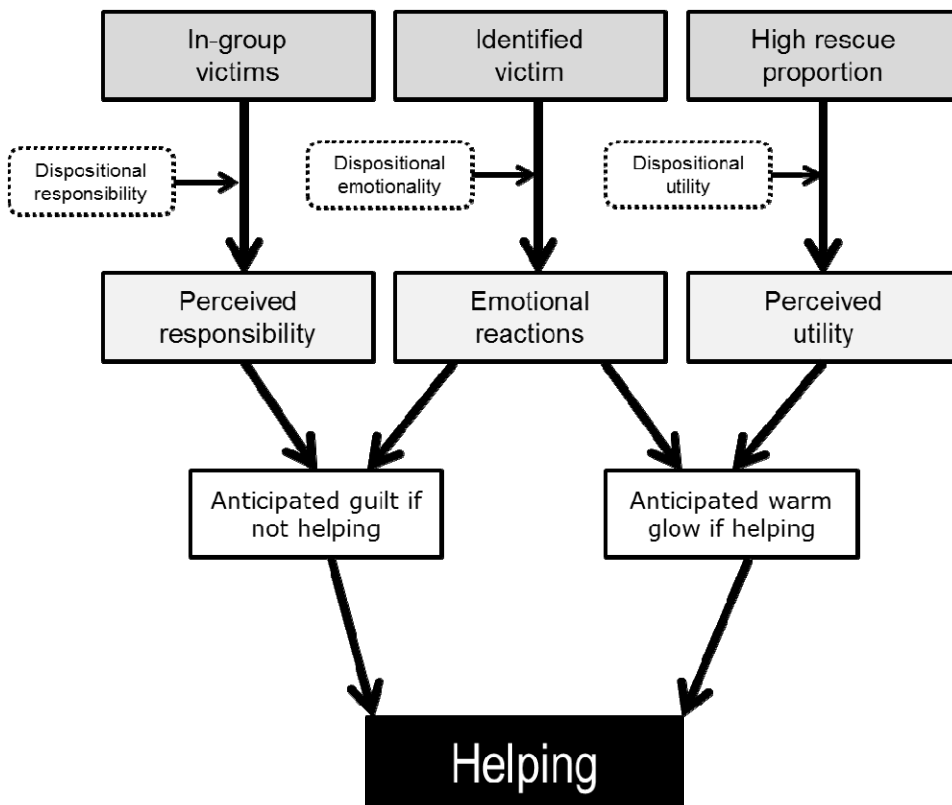 In-group
victims
Identified
victim
High rescue
proportion
Dispositional
responsibility
Dispositional
emotionality
Dispositional
utility
Perceived
responsibility
Emotional
reactions
Perceived
utility
Anticipated guilt if
not helping
Anticipated warm
glow if helping
Helping